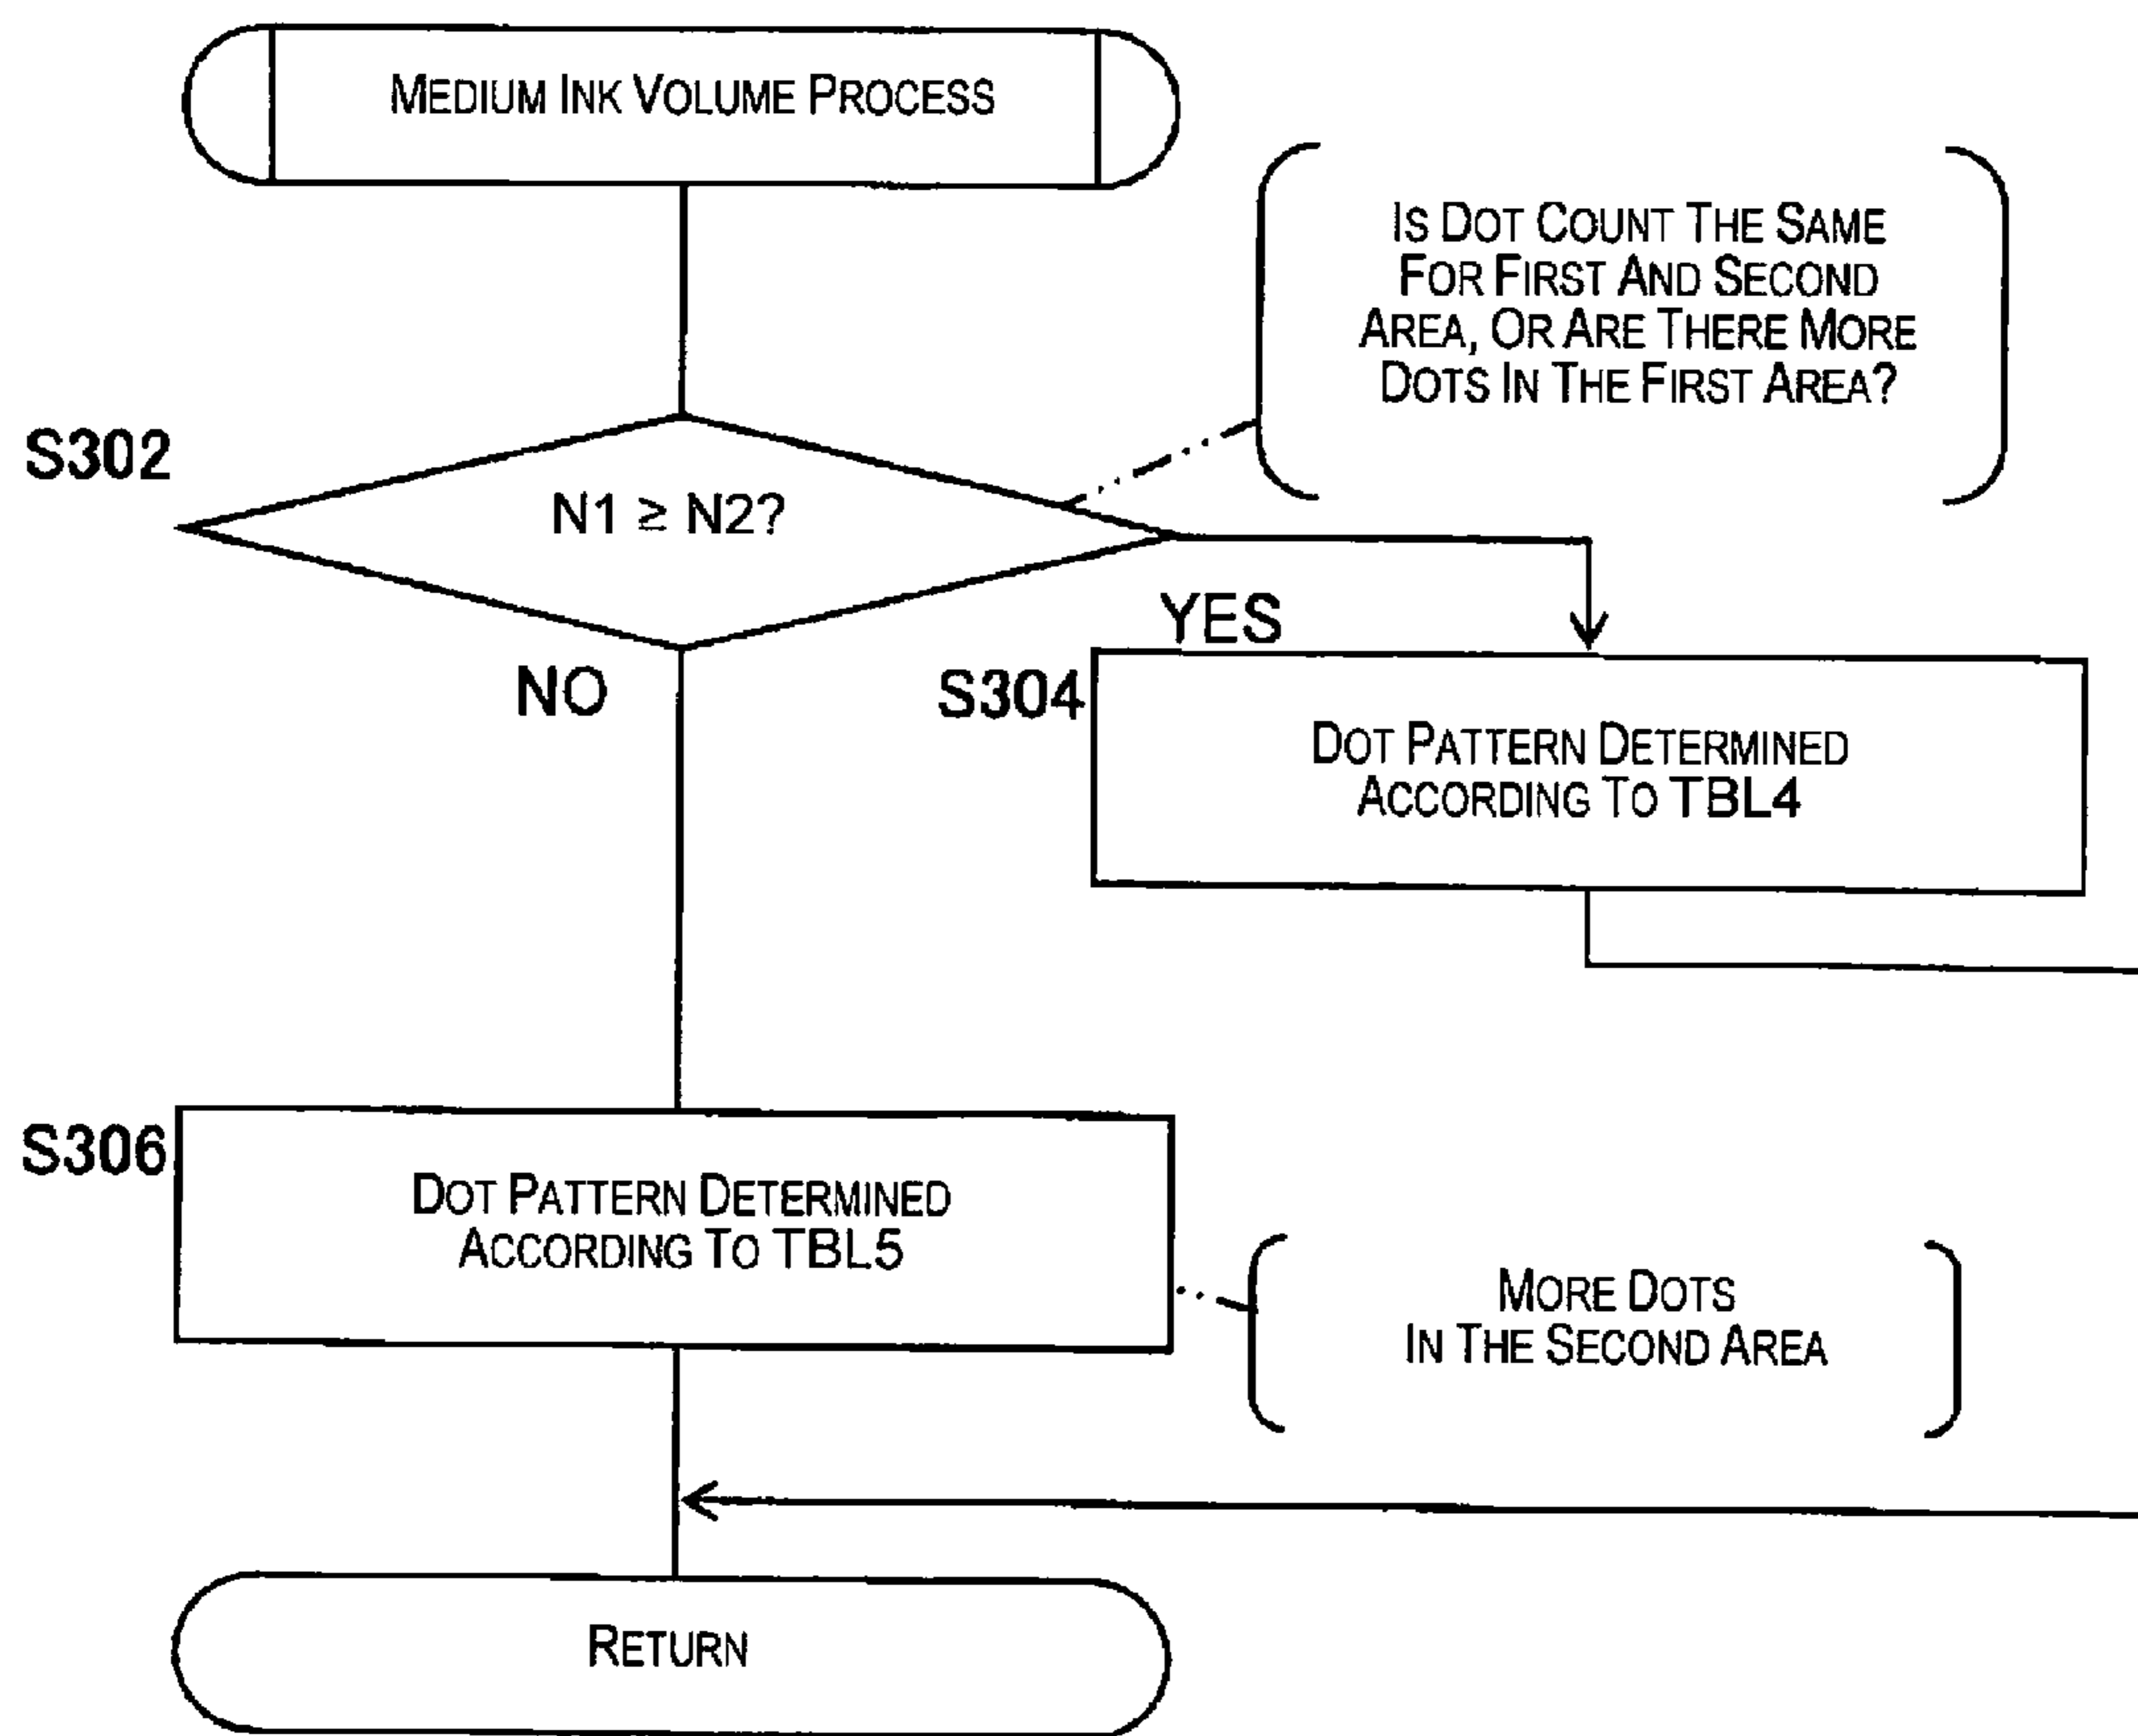 MEDIUM INK VOLUME PROCESS
IS DOT COUNT THE SAME
FOR FIRST AND SECOND
AREA, OR ARE THERE MORE
DOTS IN THE FIRST AREA?
S302
N1 ≥ N2?
YES
NO
S304
DOT PATTERN DETERMINED
ACCORDING TO TBL4
S306
DOT PATTERN DETERMINED
ACCORDING TO TBL5
MORE DOTS
IN THE SECOND AREA
RETURN